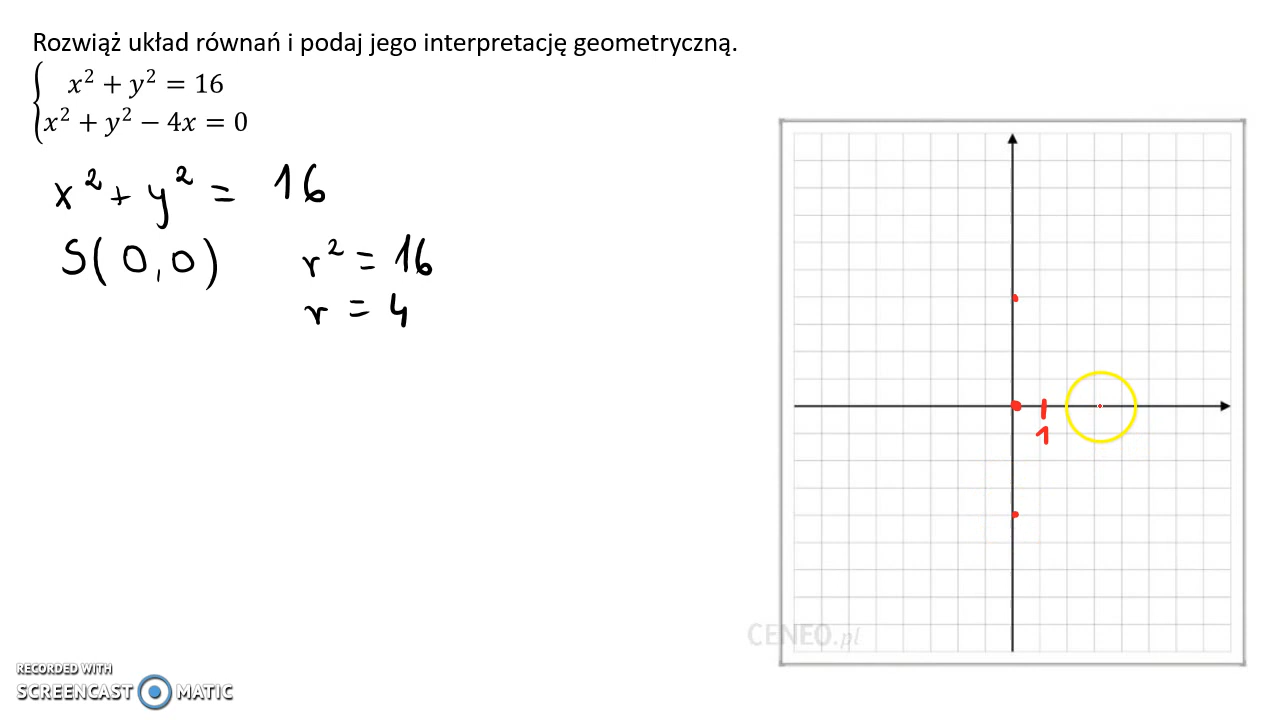 Rozwiąż układ równań i podaj jego interpretację geometryczną.
x² + y² = 16
x² + y² − 4x = 0
x² + y² = 16
S(0,0) r² = 16
r = 4
1
CENEO.pl
RECORDED WITH
SCREENCAST MATIC